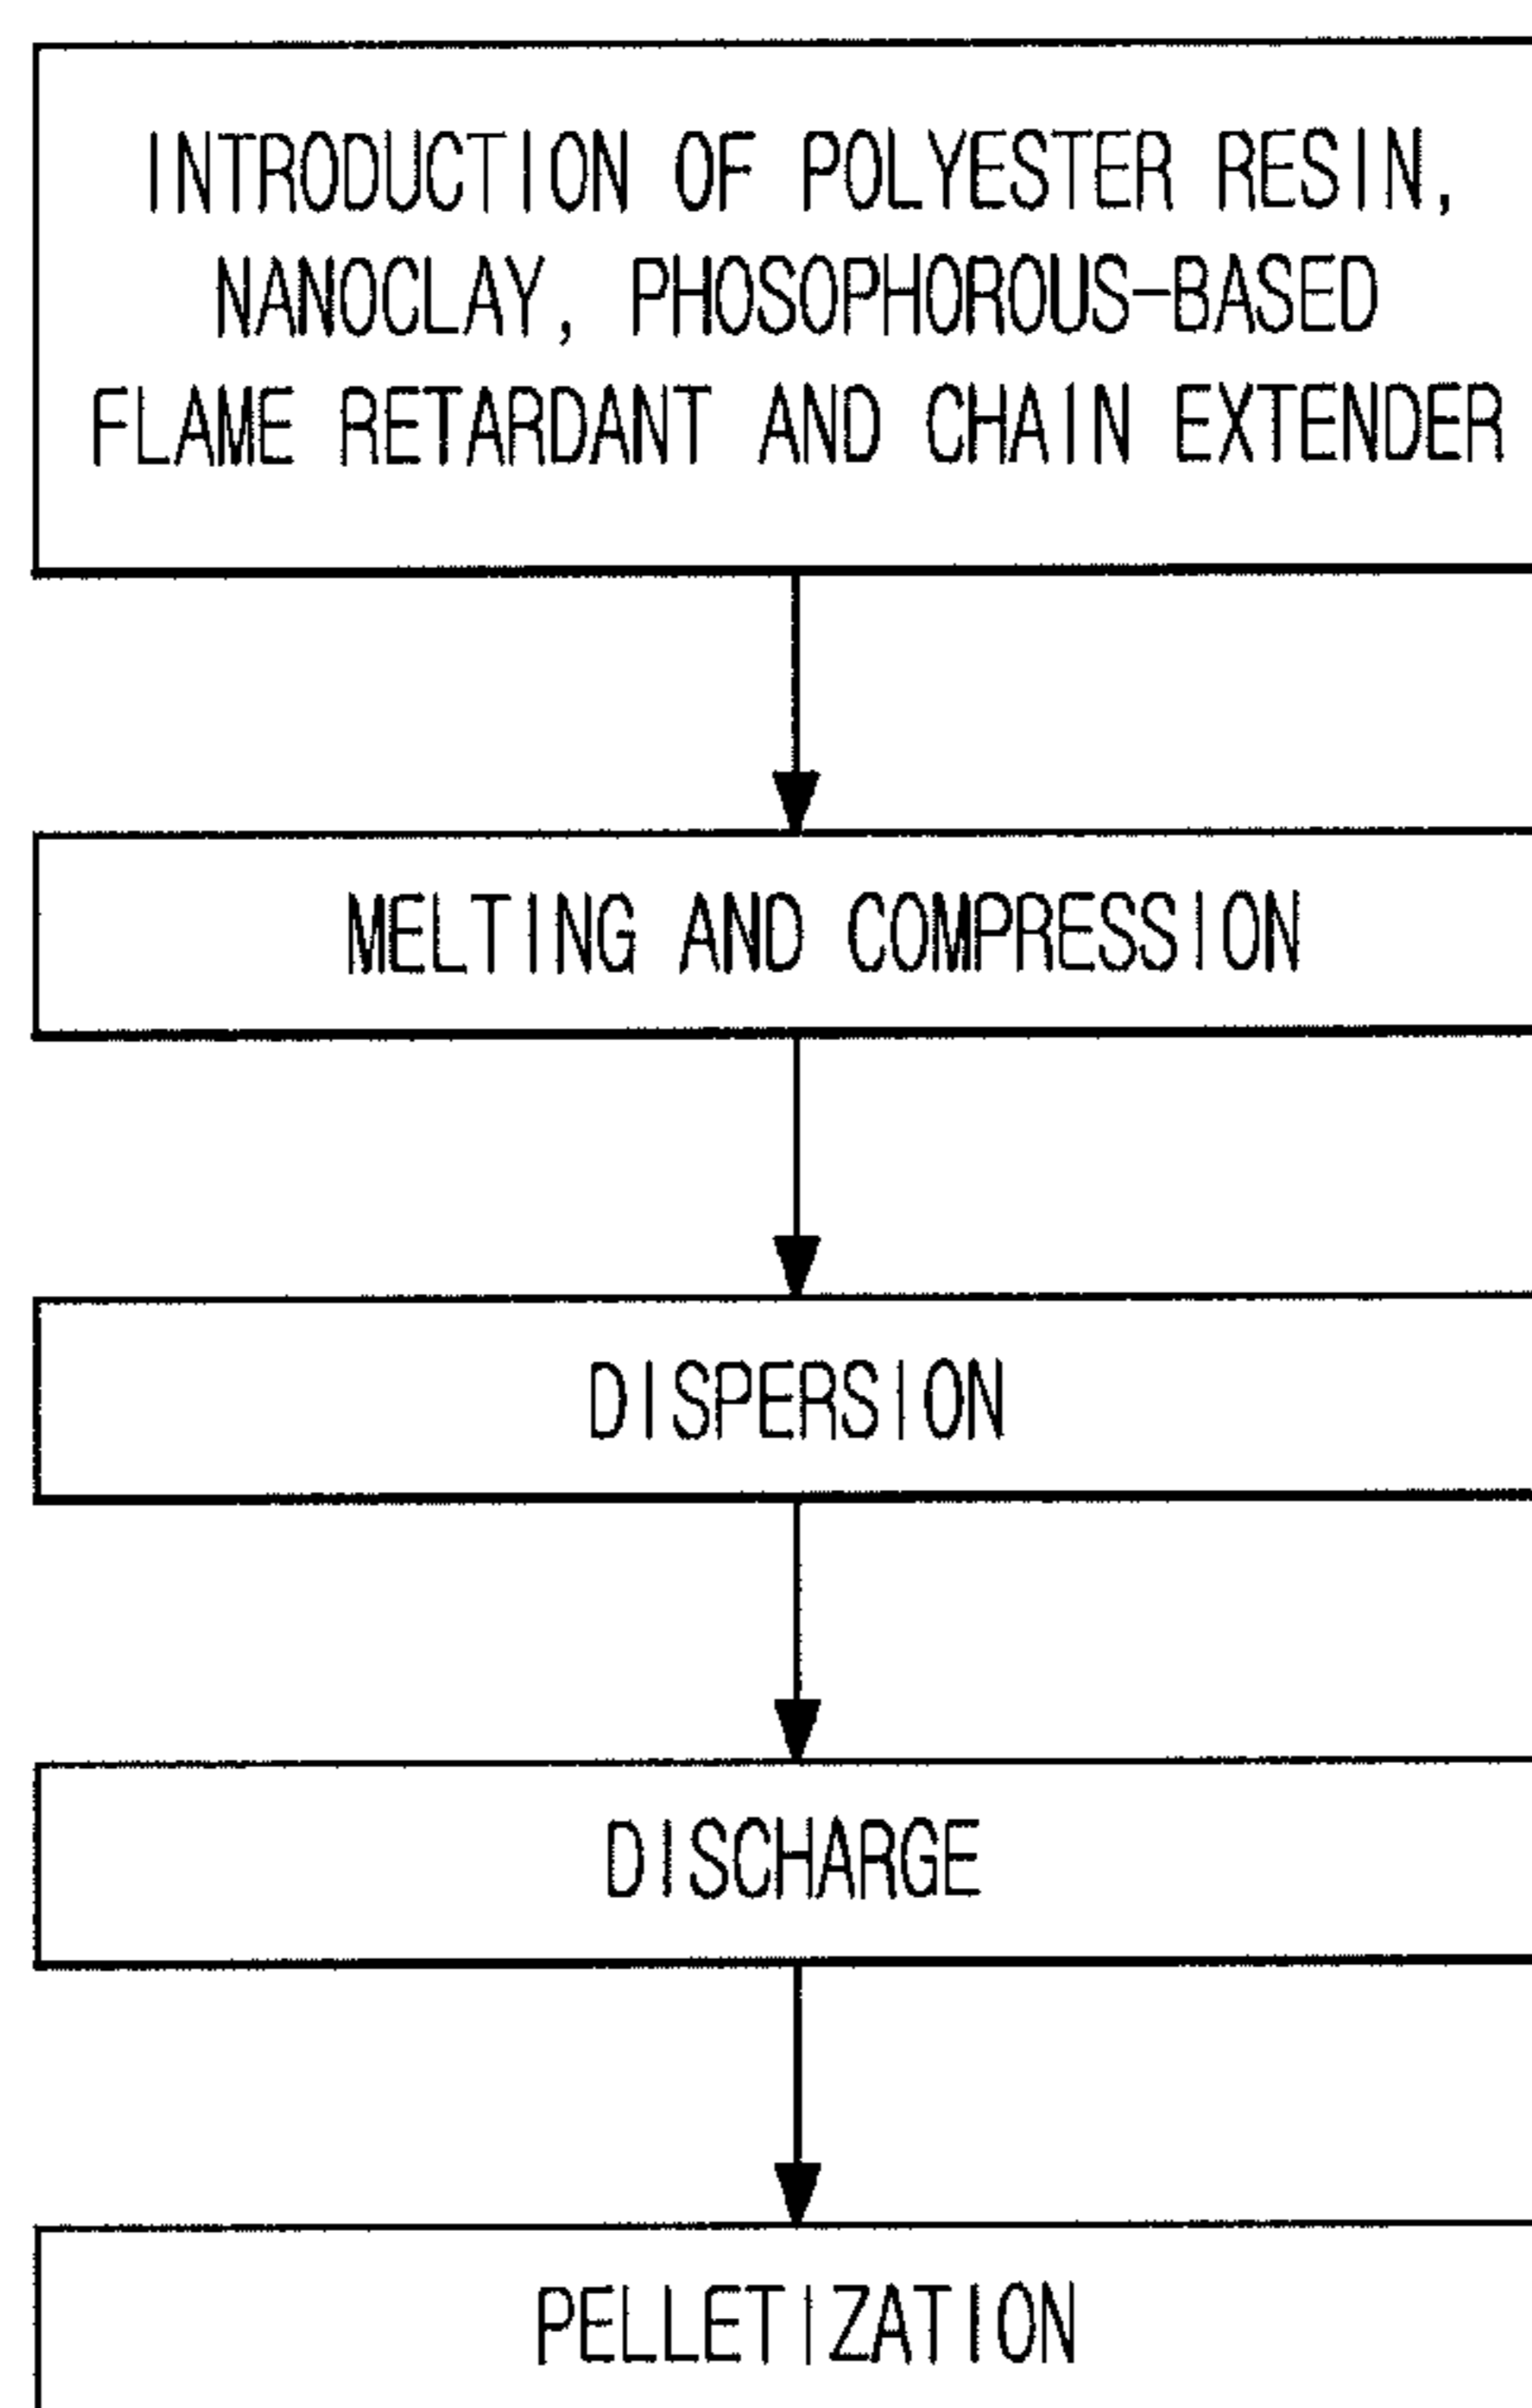 INTRODUCTION OF POLYESTER RESIN,
NANOCLAY, PHOSOPHOROUS-BASED
FLAME RETARDANT AND CHAIN EXTENDER
MELTING AND COMPRESSION
DISPERSION
DISCHARGE
PELLETIZATION